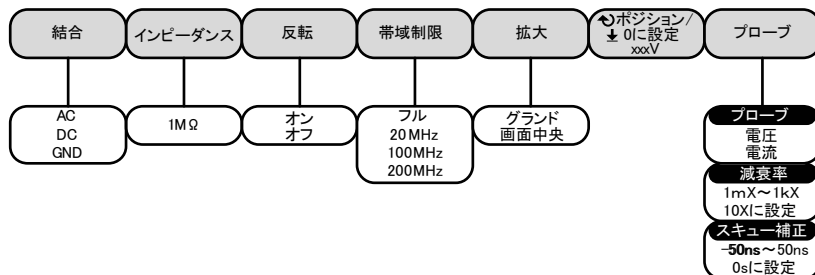 結合
インピーダンス
反転
帯域制限
拡大
ポジション/
0に設定
xxxV
プローブ
AC
DC
GND
1MΩ
オン
オフ
フル
20MHz
100MHz
200MHz
グランド
画面中央
プローブ
電圧
電流
減衰率
1mX~1kX
10Xに設定
スキュー補正
-50ns~50ns
0sに設定